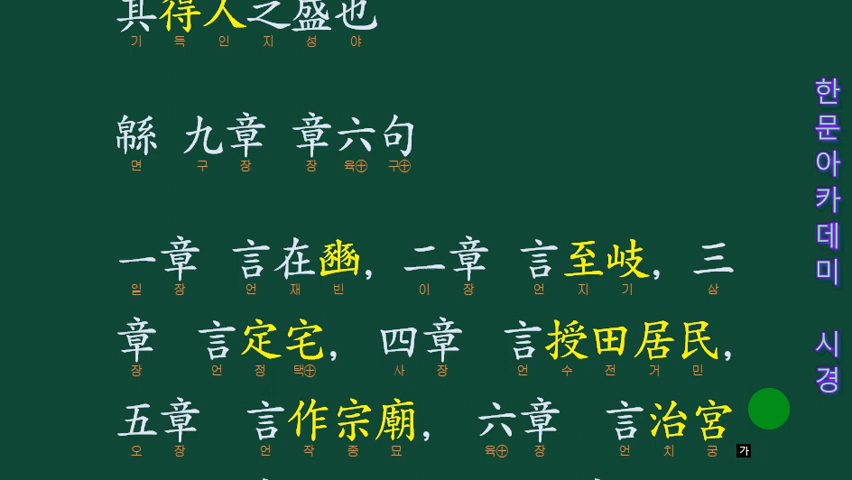 其得人之盛也
기 득 인 지 성 야
緜 九章 章六句
면 구 장 장 육㊉ 구㊉
一章 言在豳, 二章 言至岐, 三
일 장 언 재 빈 이 장 언 지 기 삼
章 言定宅, 四章 言授田居民,
장 언 정 택㊉ 사 장 언 수 전 거 민
五章 言作宗廟, 六章 言治宮
오 장 언 작 종 묘 육㊉ 장 언 치 궁 가
한문아카데미 시경